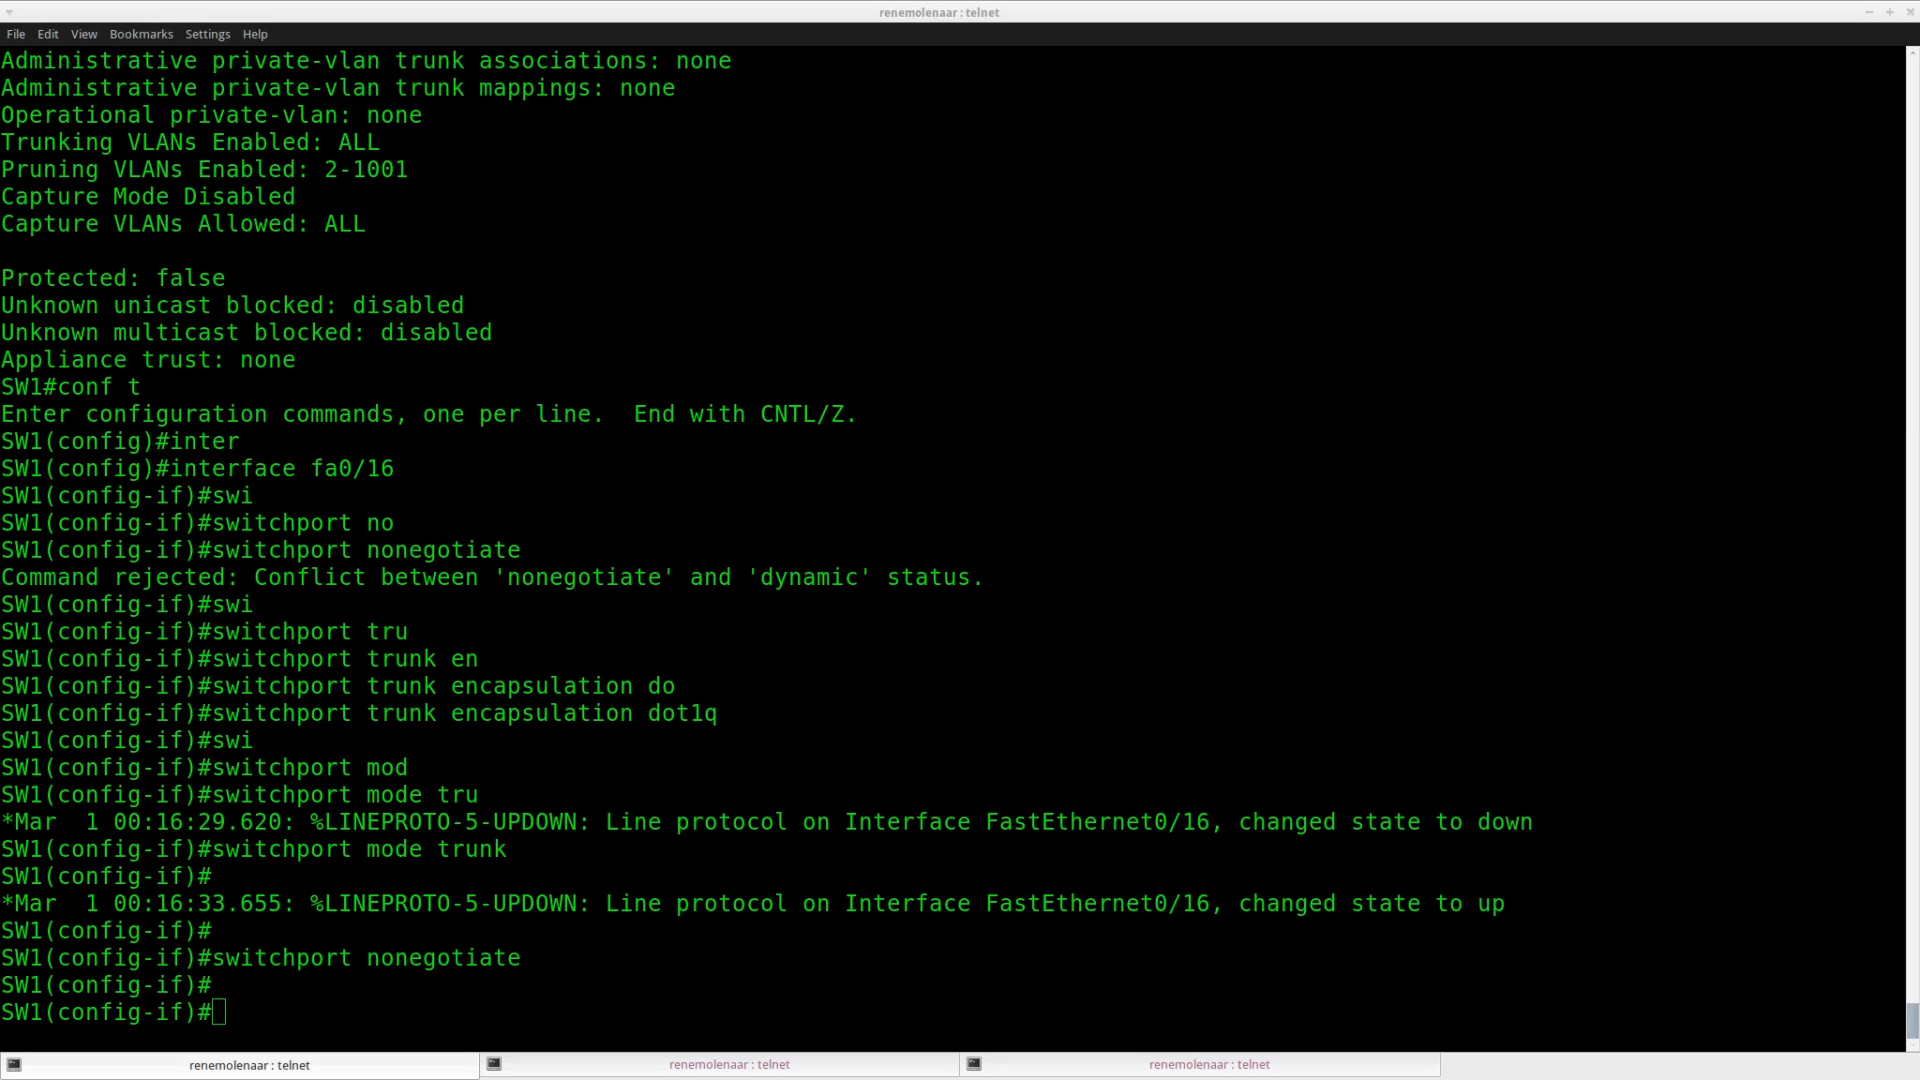 renemolenaar : telnet
File Edit View Bookmarks Settings Help
Administrative private-vlan trunk associations: none
Administrative private-vlan trunk mappings: none
Operational private-vlan: none
Trunking VLANs Enabled: ALL
Pruning VLANs Enabled: 2-1001
Capture Mode Disabled
Capture VLANs Allowed: ALL
Protected: false
Unknown unicast blocked: disabled
Unknown multicast blocked: disabled
Appliance trust: none
SW1#conf t
Enter configuration commands, one per line.  End with CNTL/Z.
SW1(config)#inter
SW1(config)#interface fa0/16
SW1(config-if)#swi
SW1(config-if)#switchport no
SW1(config-if)#switchport nonegotiate
Command rejected: Conflict between 'nonegotiate' and 'dynamic' status.
SW1(config-if)#swi
SW1(config-if)#switchport tru
SW1(config-if)#switchport trunk en
SW1(config-if)#switchport trunk encapsulation do
SW1(config-if)#switchport trunk encapsulation dot1q
SW1(config-if)#swi
SW1(config-if)#switchport mod
SW1(config-if)#switchport mode tru
*Mar  1 00:16:29.620: %LINEPROTO-5-UPDOWN: Line protocol on Interface FastEthernet0/16, changed state to down
SW1(config-if)#switchport mode trunk
SW1(config-if)#
*Mar  1 00:16:33.655: %LINEPROTO-5-UPDOWN: Line protocol on Interface FastEthernet0/16, changed state to up
SW1(config-if)#
SW1(config-if)#switchport nonegotiate
SW1(config-if)#
SW1(config-if)#
renemolenaar : telnet
renemolenaar : telnet
renemolenaar : telnet